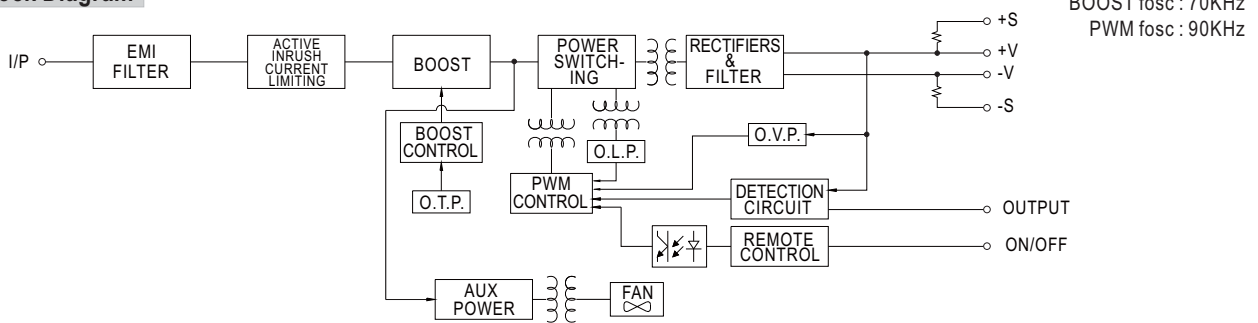 BOOST fosc : 70KHz
PWM fosc : 90KHz
I/P
EMI
FILTER
ACTIVE
INRUSH
CURRENT
LIMITING
BOOST
POWER
SWITCH-
ING
RECTIFIERS
&
FILTER
+S
+V
-V
-S
BOOST
CONTROL
O.T.P.
O.L.P.
O.V.P.
PWM
CONTROL
DETECTION
CIRCUIT
OUTPUT
REMOTE
CONTROL
ON/OFF
AUX
POWER
FAN